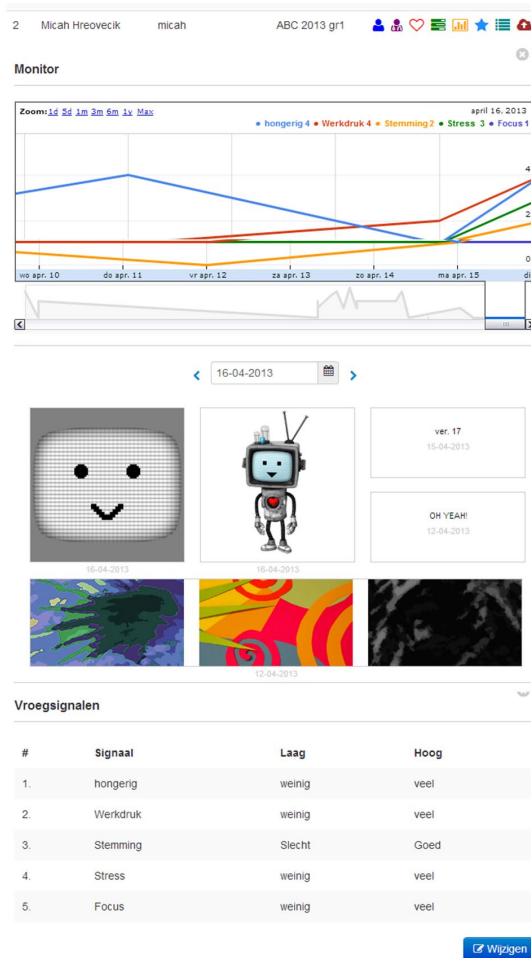 2 Micah Hreovecik micah ABC 2013 gr1
Monitor
Zoom: 1d 5d 1m 3m 6m 1y Max april 16, 2013
hongerig 4 Werkdruk 4 Stemming 2 Stress 3 Focus 1
4
2
0
wo apr. 10 do apr. 11 vr apr. 12 za apr. 13 zo apr. 14 ma apr. 15 di
16-04-2013
ver. 17
15-04-2013
OH YEAH!
12-04-2013
16-04-2013 16-04-2013
12-04-2013
Vroegsignalen
# Signaal Laag Hoog
1. hongerig weinig veel
2. Werkdruk weinig veel
3. Stemming Slecht Goed
4. Stress weinig veel
5. Focus weinig veel
Wijzigen